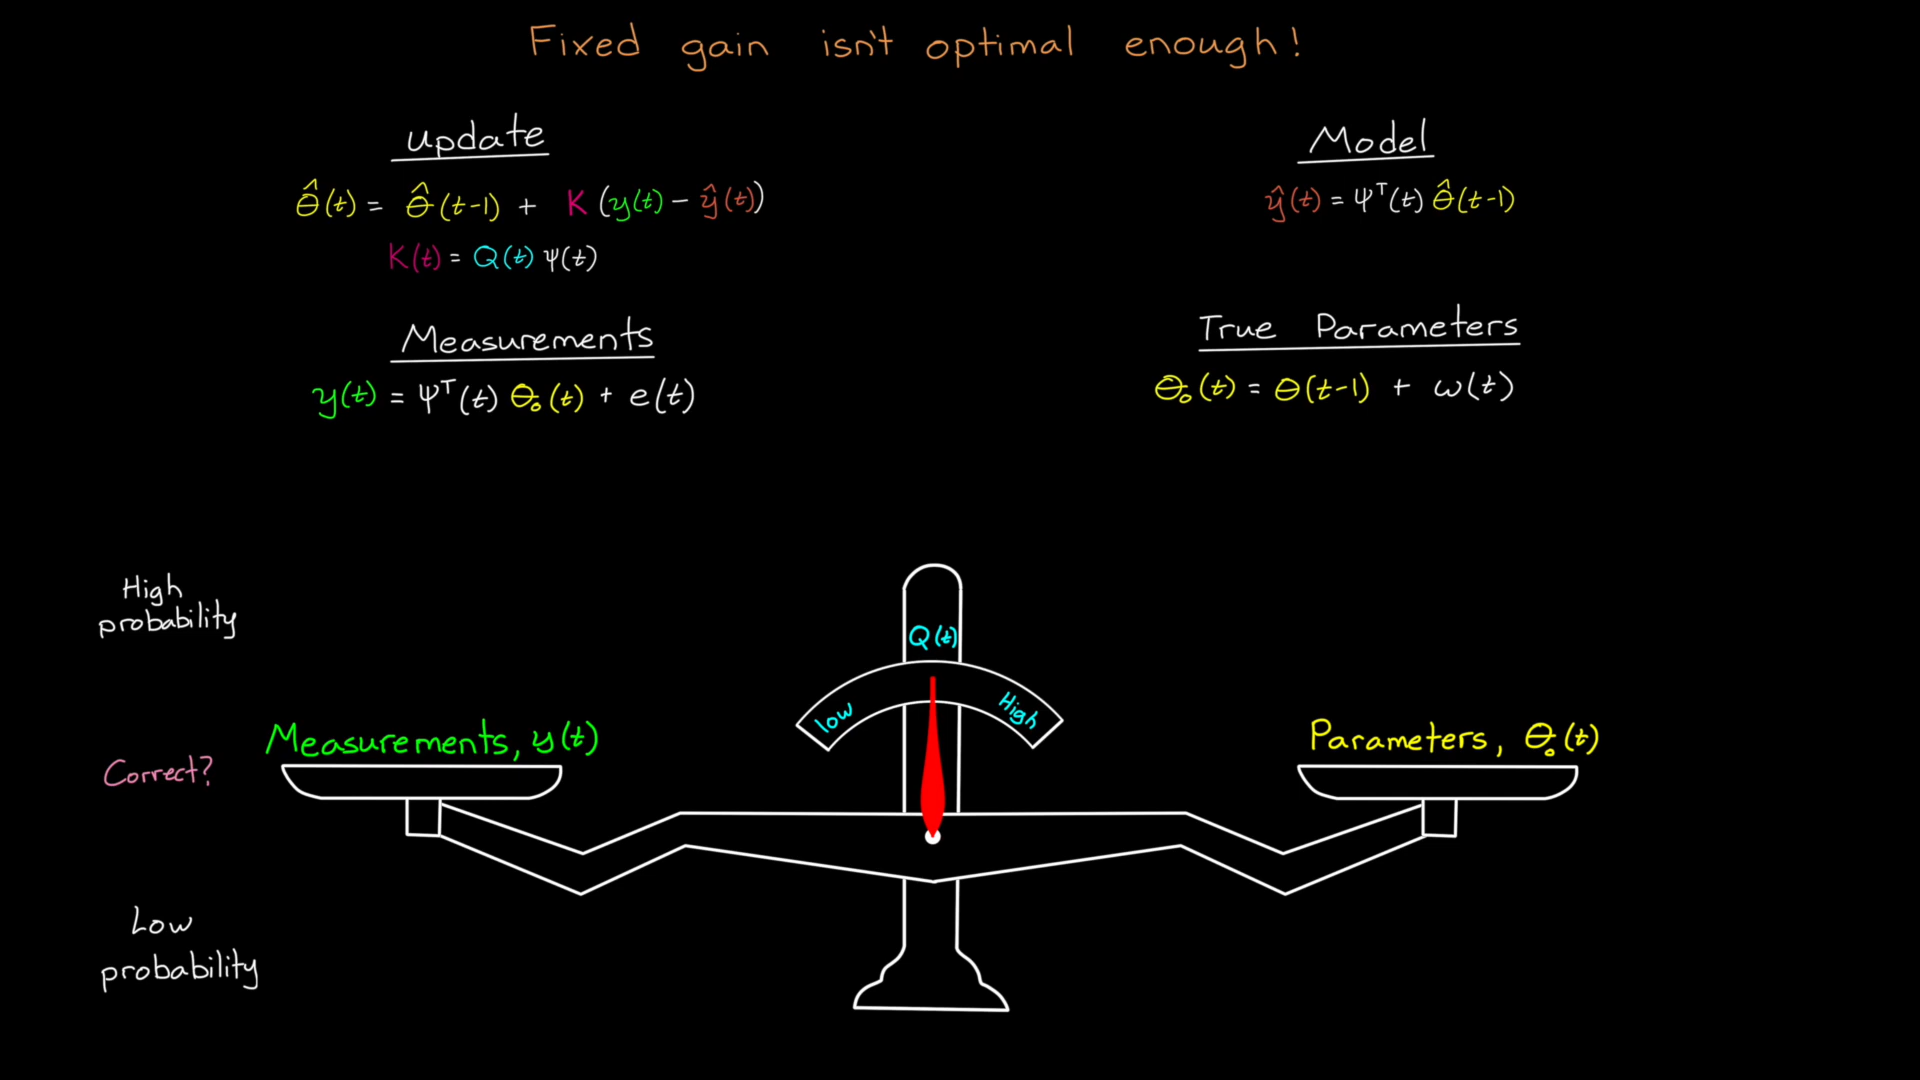 Fixed gain isn't optimal enough!
update
θ̂(t) = θ̂(t-1) + K(y(t) - ŷ(t))
K(t) = Q(t) ψ(t)
Model
ŷ(t) = ψᵀ(t) θ̂(t-1)
Measurements
y(t) = ψᵀ(t) θ₀(t) + e(t)
True Parameters
θ₀(t) = θ(t-1) + w(t)
High
probability
Q(t)
low
High
Measurements, y(t)
Parameters, θ₀(t)
Correct?
Low
probability